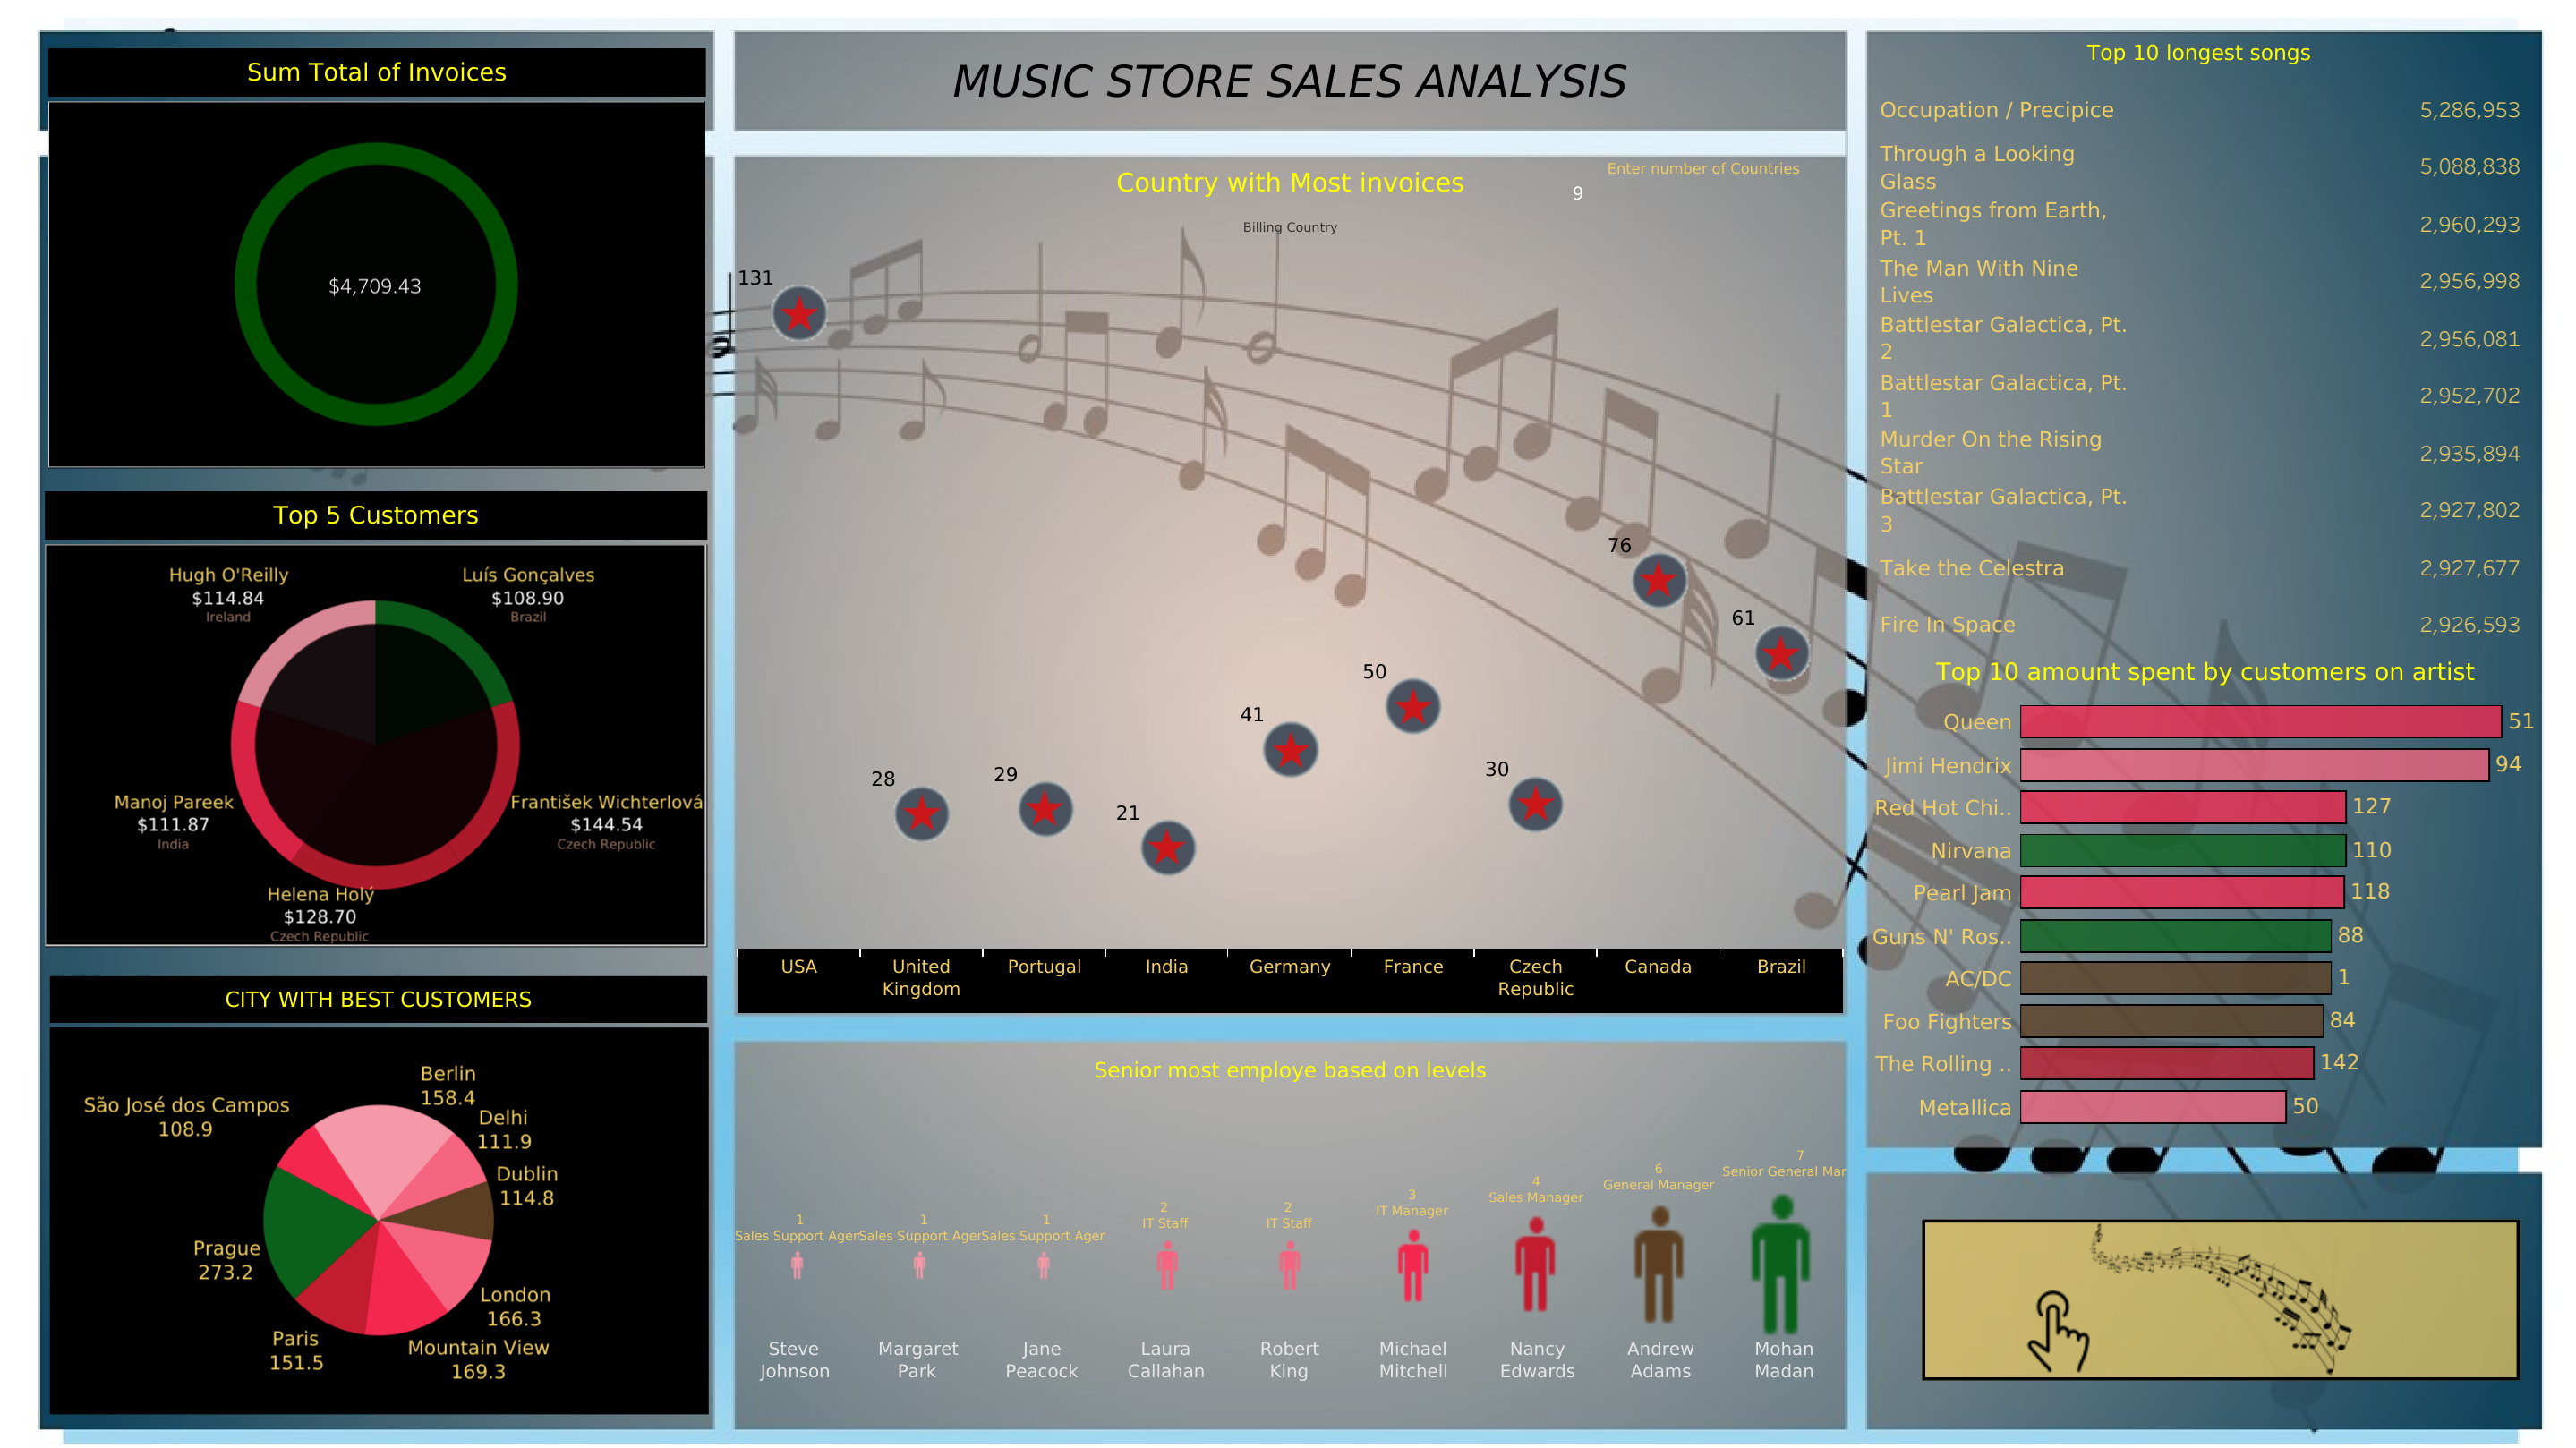 Sum Total of Invoices
$4,709.43
Top 5 Customers
Hugh O'Reilly
$114.84
Ireland
Luís Gonçalves
$108.90
Brazil
Manoj Pareek
$111.87
India
František Wichterlová
$144.54
Czech Republic
Helena Holý
$128.70
Czech Republic
CITY WITH BEST CUSTOMERS
Berlin
158.4
São José dos Campos
108.9
Delhi
111.9
Dublin
114.8
Prague
273.2
London
166.3
Paris
151.5
Mountain View
169.3
MUSIC STORE SALES ANALYSIS
Country with Most invoices
Enter number of Countries
9
Billing Country
131
28
29
21
41
50
30
76
61
USA
United
Kingdom
Portugal
India
Germany
France
Czech
Republic
Canada
Brazil
Senior most employe based on levels
1
Sales Support Ager
1
Sales Support Ager
1
Sales Support Ager
2
IT Staff
2
IT Staff
3
IT Manager
4
Sales Manager
6
General Manager
7
Senior General Mar
Steve
Johnson
Margaret
Park
Jane
Peacock
Laura
Callahan
Robert
King
Michael
Mitchell
Nancy
Edwards
Andrew
Adams
Mohan
Madan
Top 10 longest songs
Occupation / Precipice 5,286,953
Through a Looking
Glass 5,088,838
Greetings from Earth,
Pt. 1 2,960,293
The Man With Nine
Lives 2,956,998
Battlestar Galactica, Pt.
2 2,956,081
Battlestar Galactica, Pt.
1 2,952,702
Murder On the Rising
Star 2,935,894
Battlestar Galactica, Pt.
3 2,927,802
Take the Celestra 2,927,677
Fire In Space 2,926,593
Top 10 amount spent by customers on artist
Queen 51
Jimi Hendrix 94
Red Hot Chi.. 127
Nirvana 110
Pearl Jam 118
Guns N' Ros.. 88
AC/DC 1
Foo Fighters 84
The Rolling .. 142
Metallica 50